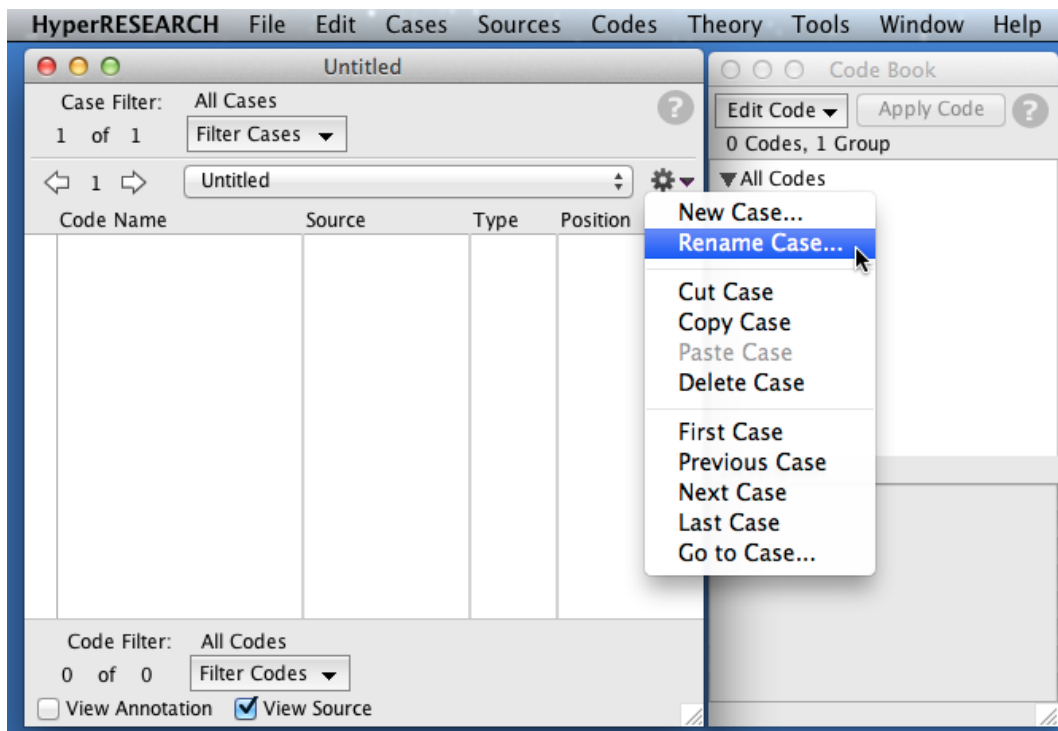 HyperRESEARCH File Edit Cases Sources Codes Theory Tools Window Help
Untitled
Case Filter: All Cases
1 of 1 Filter Cases
1 Untitled
Code Name Source Type Position
Code Book
Edit Code Apply Code
0 Codes, 1 Group
All Codes
New Case...
Rename Case...
Cut Case
Copy Case
Paste Case
Delete Case
First Case
Previous Case
Next Case
Last Case
Go to Case...
Code Filter: All Codes
0 of 0 Filter Codes
View Annotation View Source